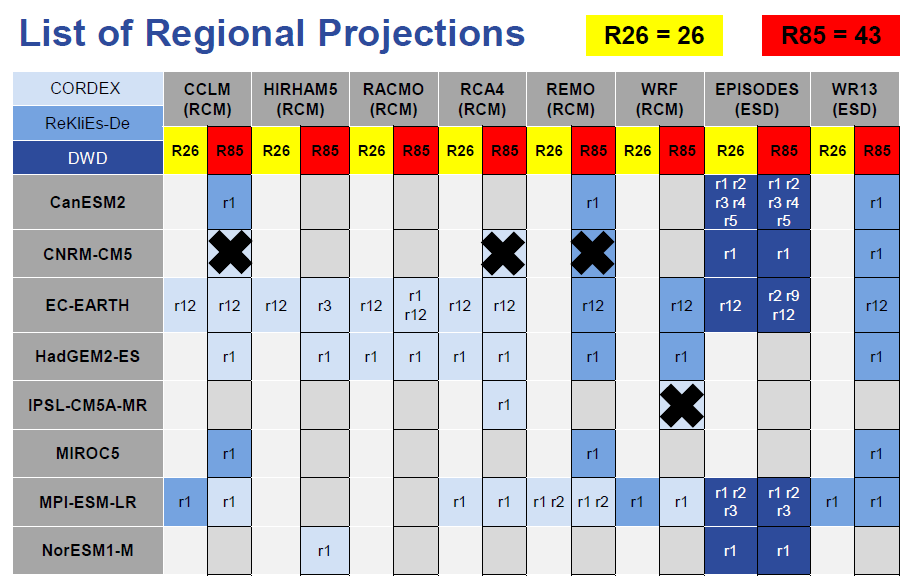 List of Regional Projections
R26 = 26
R85 = 43
CORDEX
ReKliEs-De
DWD
CCLM
(RCM)
HIRHAM5
(RCM)
RACMO
(RCM)
RCA4
(RCM)
REMO
(RCM)
WRF
(RCM)
EPISODES
(ESD)
WR13
(ESD)
R26 R85 R26 R85 R26 R85 R26 R85 R26 R85 R26 R85 R26 R85 R26 R85
CanESM2 r1 r1
r1 r2
r3 r4
r5
r1 r2
r3 r4
r5
r1
CNRM-CM5 r1 r1 r1
EC-EARTH r12 r12 r12 r3 r12
r1
r12
r12 r12 r12 r12 r12
r2 r9
r12
r12
HadGEM2-ES r1 r1 r1 r1 r1 r1 r1 r1 r1
IPSL-CM5A-MR r1
MIROC5 r1 r1 r1
MPI-ESM-LR r1 r1 r1 r1 r1 r2 r1 r2 r1 r1
r1 r2
r3
r1 r2
r3
r1 r1
NorESM1-M r1 r1 r1